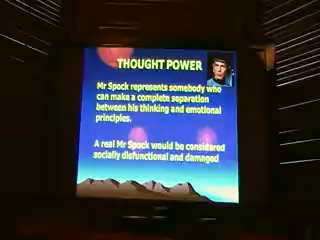 THOUGHT POWER
Mr Spock represents somebody who
can make a complete separation
between his thinking and emotional
principles.
A real Mr Spock would be considered
socially disfunctional and damaged